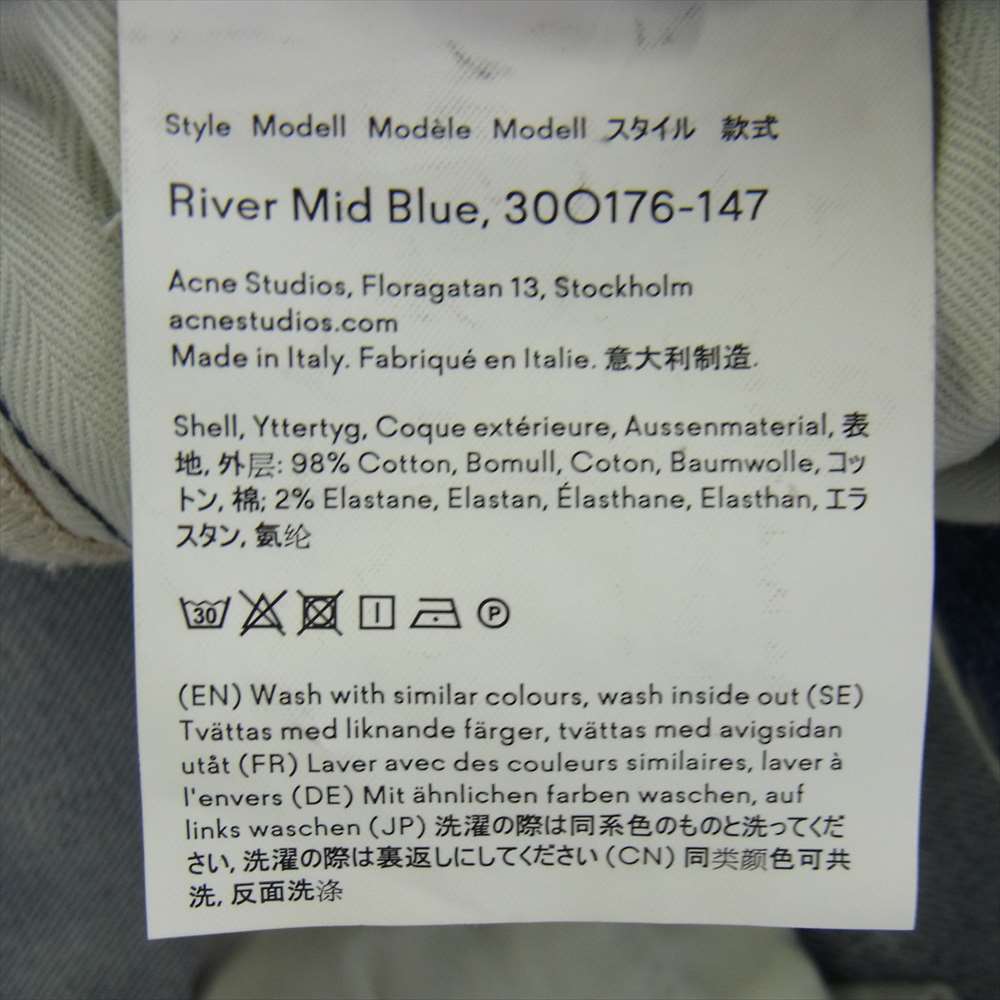 Style Modell Modèle Modell スタイル 款式
River Mid Blue, 30O176-147
Acne Studios, Floragatan 13, Stockholm
acnestudios.com
Made in Italy. Fabriqué en Italie. 意大利制造.
Shell, Yttertyg, Coque extérieure, Aussenmaterial, 表
地, 外层: 98% Cotton, Bomull, Coton, Baumwolle, コッ
トン, 棉; 2% Elastane, Elastan, Élasthane, Elasthan, エラ
スタン, 氨纶
30 P
(EN) Wash with similar colours, wash inside out (SE)
Tvättas med liknande färger, tvättas med avigsidan
utåt (FR) Laver avec des couleurs similaires, laver à
l'envers (DE) Mit ähnlichen farben waschen, auf
links waschen (JP) 洗濯の際は同系色のものと洗ってくだ
さい, 洗濯の際は裏返しにしてください (CN) 同类颜色可共
洗, 反面洗涤